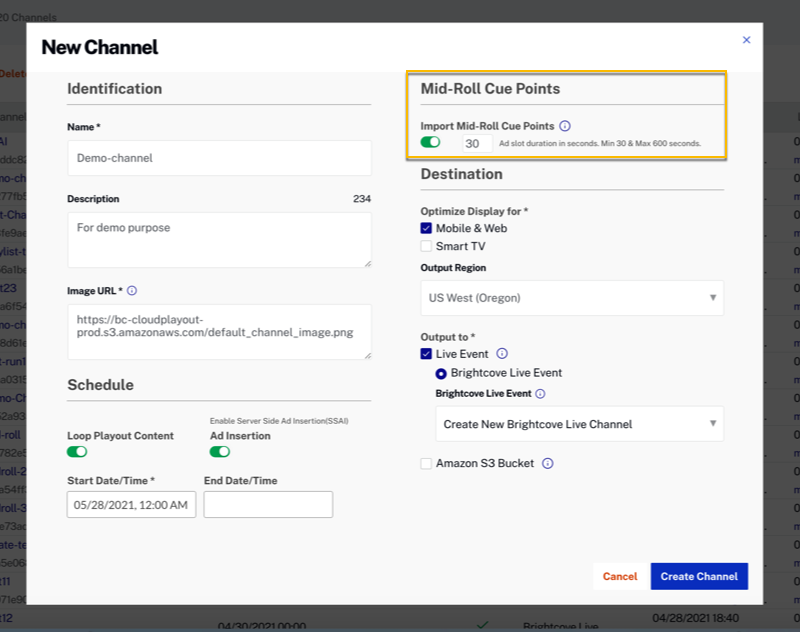 20 Channels
New Channel
×
Identification
Name *
Demo-channel
Description 234
For demo purpose
Image URL *
https://bc-cloudplayout-
prod.s3.amazonaws.com/default_channel_image.png
Schedule
Loop Playout Content
Enable Server Side Ad Insertion(SSAI)
Ad Insertion
Start Date/Time *
End Date/Time
05/28/2021, 12:00 AM
Mid-Roll Cue Points
Import Mid-Roll Cue Points
30 Ad slot duration in seconds. Min 30 & Max 600 seconds.
Destination
Optimize Display for *
Mobile & Web
Smart TV
Output Region
US West (Oregon)
Output to *
Live Event
Brightcove Live Event
Brightcove Live Event
Create New Brightcove Live Channel
Amazon S3 Bucket
Cancel
Create Channel
04/30/2021 00:00
Brightcove Live
04/28/2021 18:40